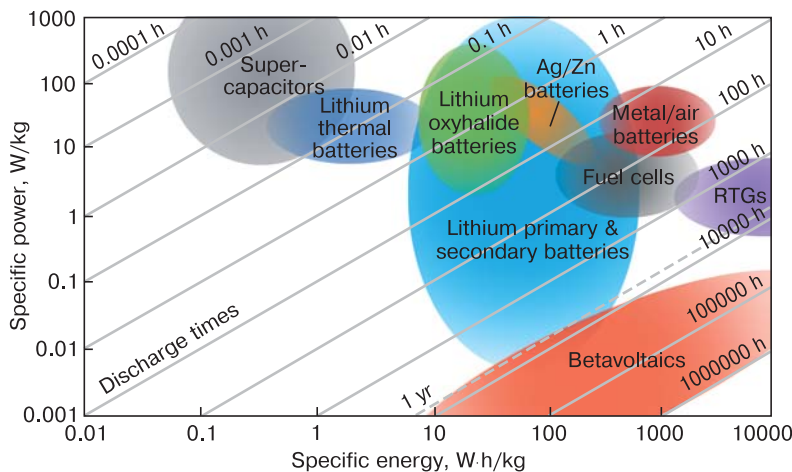 1000
100
10
1
0.1
0.01
0.001
Specific power, W/kg
0.0001 h
0.001 h
0.01 h
0.1 h
1 h
10 h
100 h
1000 h
10000 h
100000 h
1000000 h
Super-
capacitors
Lithium
thermal
batteries
Lithium
oxyhalide
batteries
Ag/Zn
batteries
Metal/air
batteries
Fuel cells
RTGs
Lithium primary &
secondary batteries
Discharge times
1 yr
Betavoltaics
0.01
0.1
1
10
100
1000
10000
Specific energy, W·h/kg